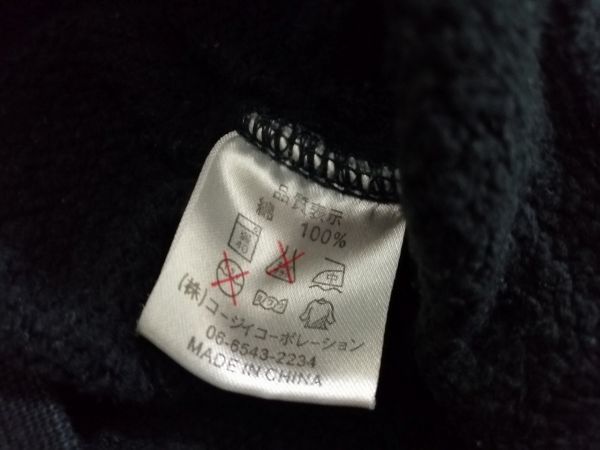 品質表示
綿 100%
中
(株)コージイコーポレーション
06-6543-2234
MADE IN CHINA